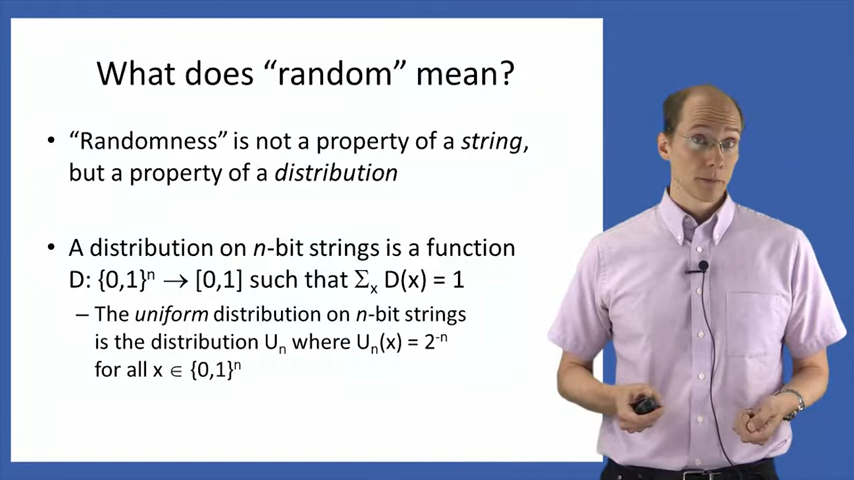 What does “random” mean?
• “Randomness” is not a property of a string,
but a property of a distribution
• A distribution on n-bit strings is a function
D: {0,1}ⁿ → [0,1] such that Σₓ D(x) = 1
– The uniform distribution on n-bit strings
is the distribution Uₙ where Uₙ(x) = 2⁻ⁿ
for all x ∈ {0,1}ⁿ